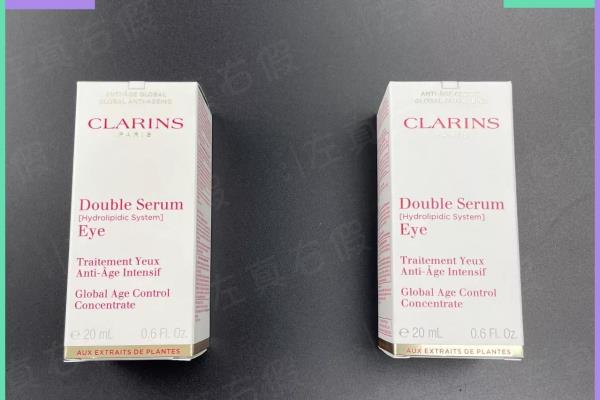 ANTI-ÂGE GLOBAL
GLOBAL ANTI-AGEING
CLARINS
PARIS
Double Serum
[Hydrolipidic System]
Eye
Traitement Yeux
Anti-Âge Intensif
Global Age Control
Concentrate
e 20 mL 0.6 Fl. Oz.
AUX EXTRAITS DE PLANTES
ANTI-ÂGE GLOBAL
CLARINS
Double Serum
[Hydrolipidic System]
Eye
Traitement Yeux
Anti-Âge Intensif
Global Age Control
Concentrate
e 20 mL 0.6 Fl. Oz.
AUX EXTRAITS DE PLANTES
左真右假